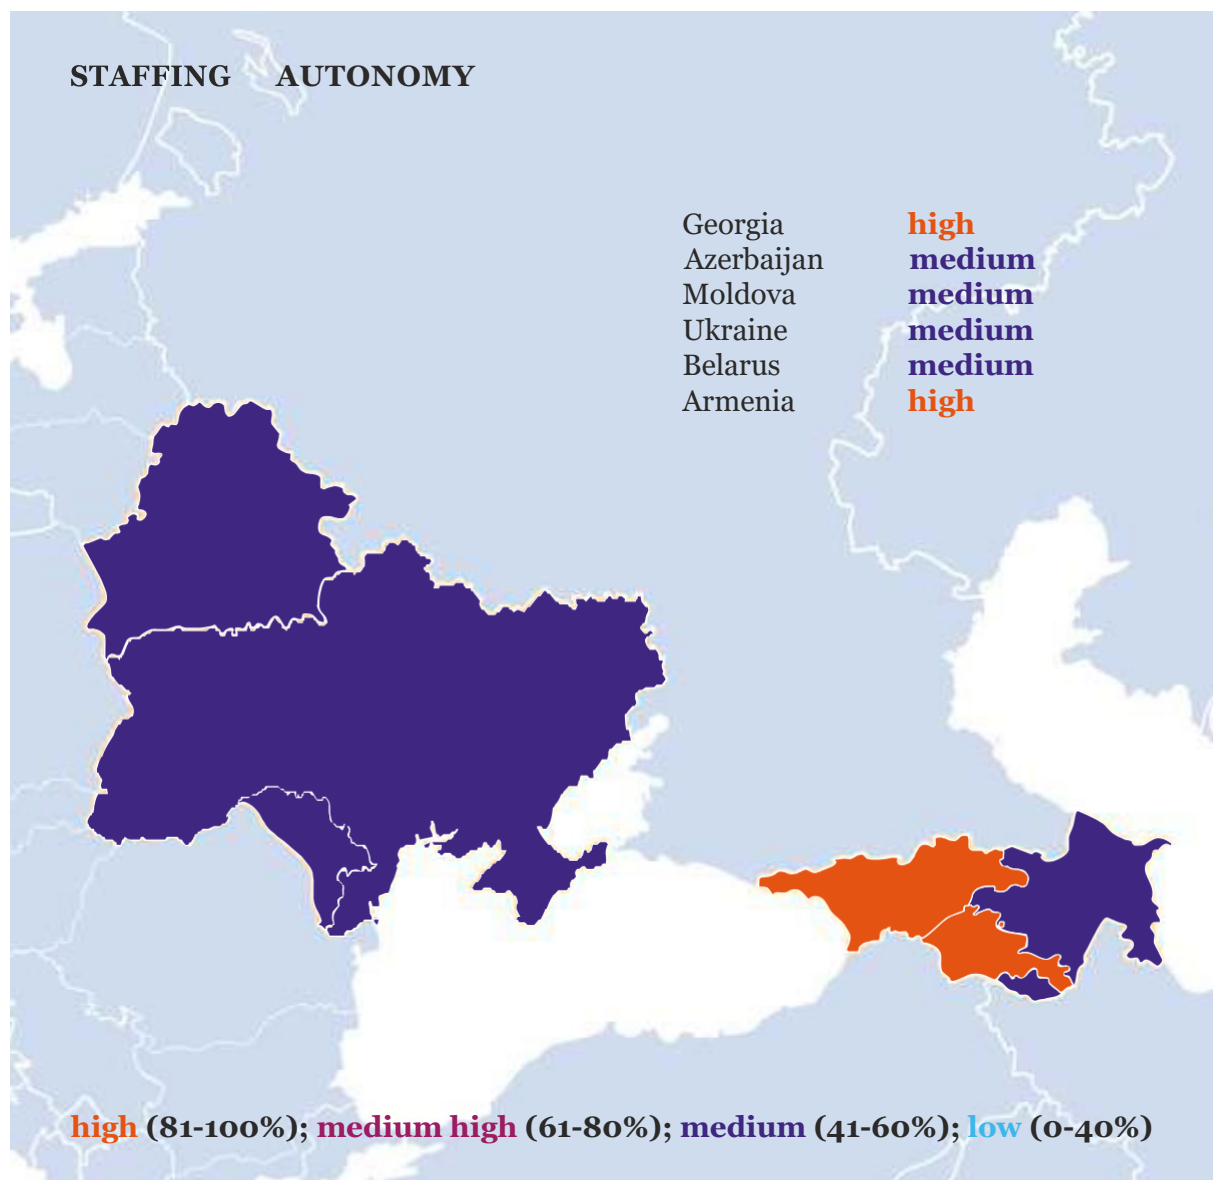 STAFFING AUTONOMY
Georgia high
Azerbaijan medium
Moldova medium
Ukraine medium
Belarus medium
Armenia high
high (81-100%); medium high (61-80%); medium (41-60%); low (0-40%)